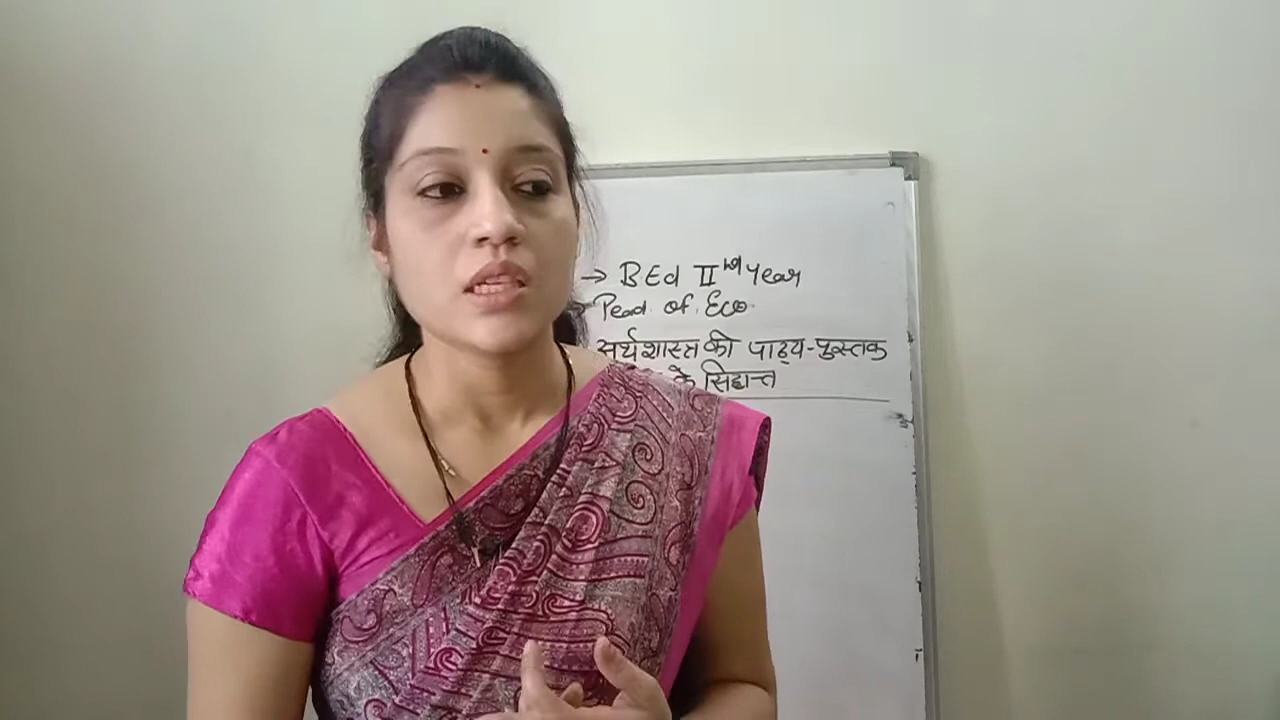 → BEd IInd Year
Pead. of. Eco.
अर्थशास्त्र की पाठ्य-पुस्तक
के सिद्धान्त